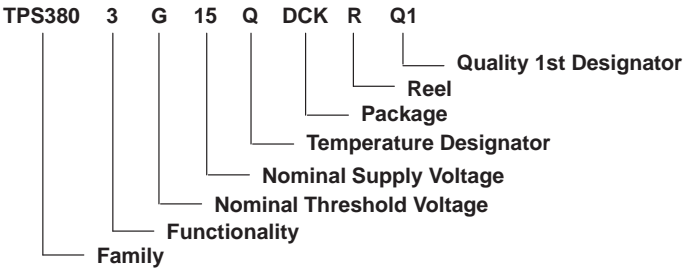 TPS380 3 G 15 Q DCK R Q1
Quality 1st Designator
Reel
Package
Temperature Designator
Nominal Supply Voltage
Nominal Threshold Voltage
Functionality
Family